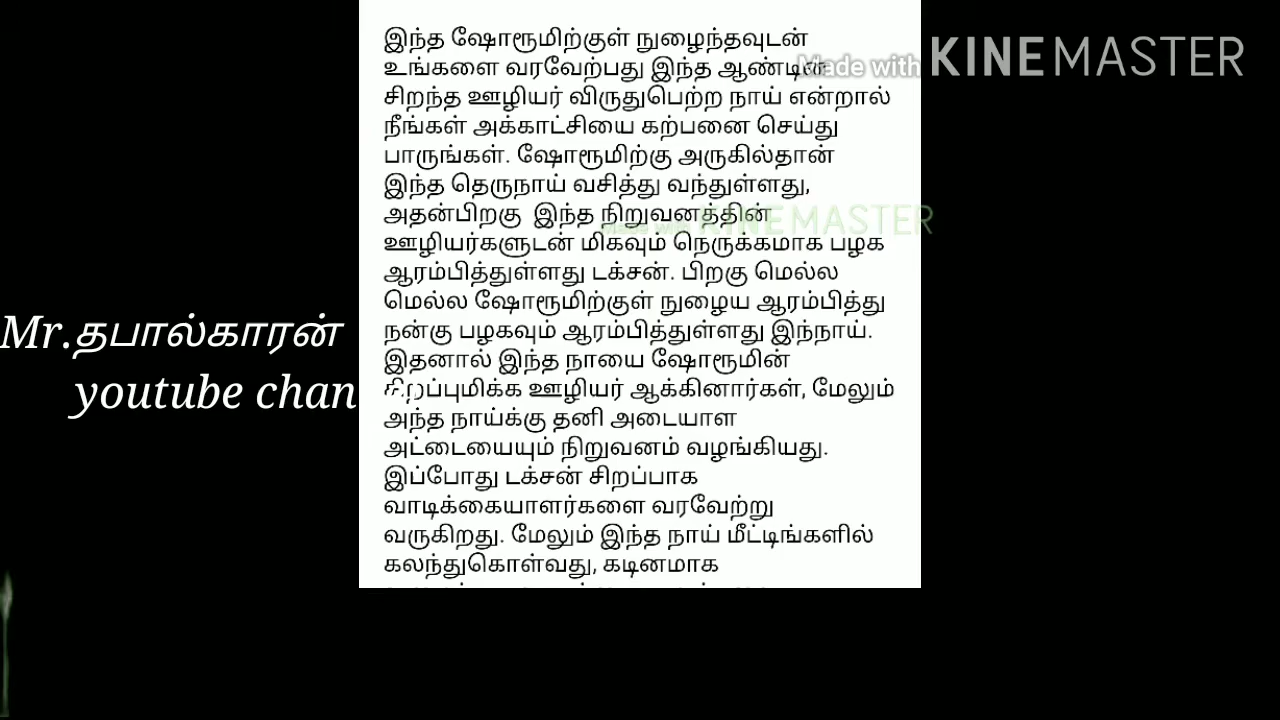 இந்த ஷோரூமிற்குள் நுழைந்தவுடன்
உங்களை வரவேற்பது இந்த ஆண்டின்
சிறந்த ஊழியர் விருதுபெற்ற நாய் என்றால்
நீங்கள் அக்காட்சியை கற்பனை செய்து
பாருங்கள். ஷோரூமிற்கு அருகில்தான்
இந்த தெருநாய் வசித்து வந்துள்ளது,
அதன்பிறகு இந்த நிறுவனத்தின்
ஊழியர்களுடன் மிகவும் நெருக்கமாக பழக
ஆரம்பித்துள்ளது டக்சன். பிறகு மெல்ல
மெல்ல ஷோரூமிற்குள் நுழைய ஆரம்பித்து
நன்கு பழகவும் ஆரம்பித்துள்ளது இந்நாய்.
இதனால் இந்த நாயை ஷோரூமின்
சிறப்புமிக்க ஊழியர் ஆக்கினார்கள், மேலும்
அந்த நாய்க்கு தனி அடையாள
அட்டையையும் நிறுவனம் வழங்கியது.
இப்போது டக்சன் சிறப்பாக
வாடிக்கையாளர்களை வரவேற்று
வருகிறது. மேலும் இந்த நாய் மீட்டிங்களில்
கலந்துகொள்வது, கடினமாக
Made with KINEMASTER
Made with KINEMASTER
Mr.தபால்காரன்
youtube chan